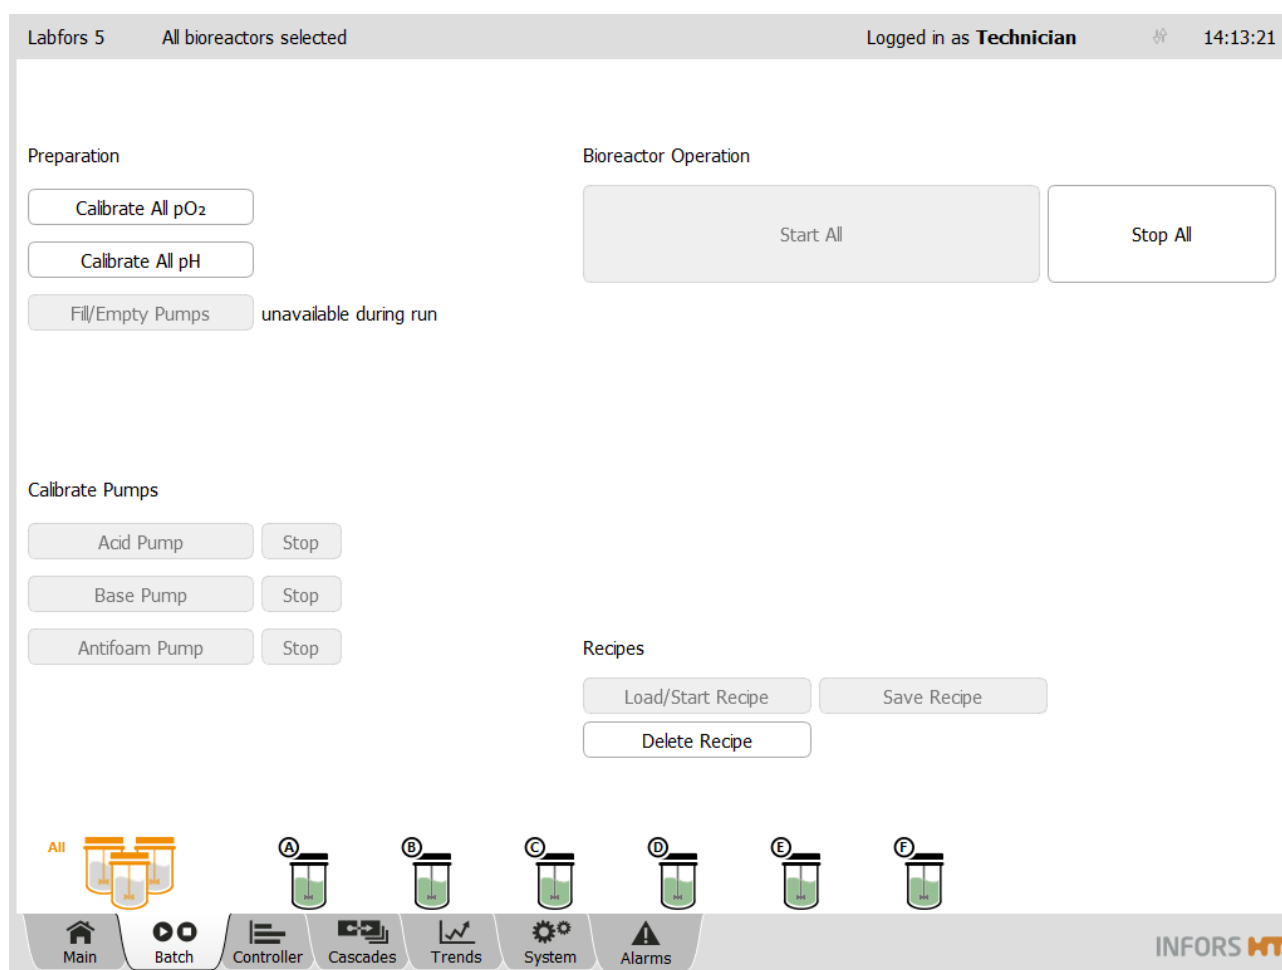 Labfors 5 All bioreactors selected Logged in as Technician 14:13:21
Preparation
Calibrate All pO₂
Calibrate All pH
Fill/Empty Pumps unavailable during run
Bioreactor Operation
Start All
Stop All
Calibrate Pumps
Acid Pump Stop
Base Pump Stop
Antifoam Pump Stop
Recipes
Load/Start Recipe Save Recipe
Delete Recipe
All A B C D E F
Main Batch Controller Cascades Trends System Alarms
INFORS HT